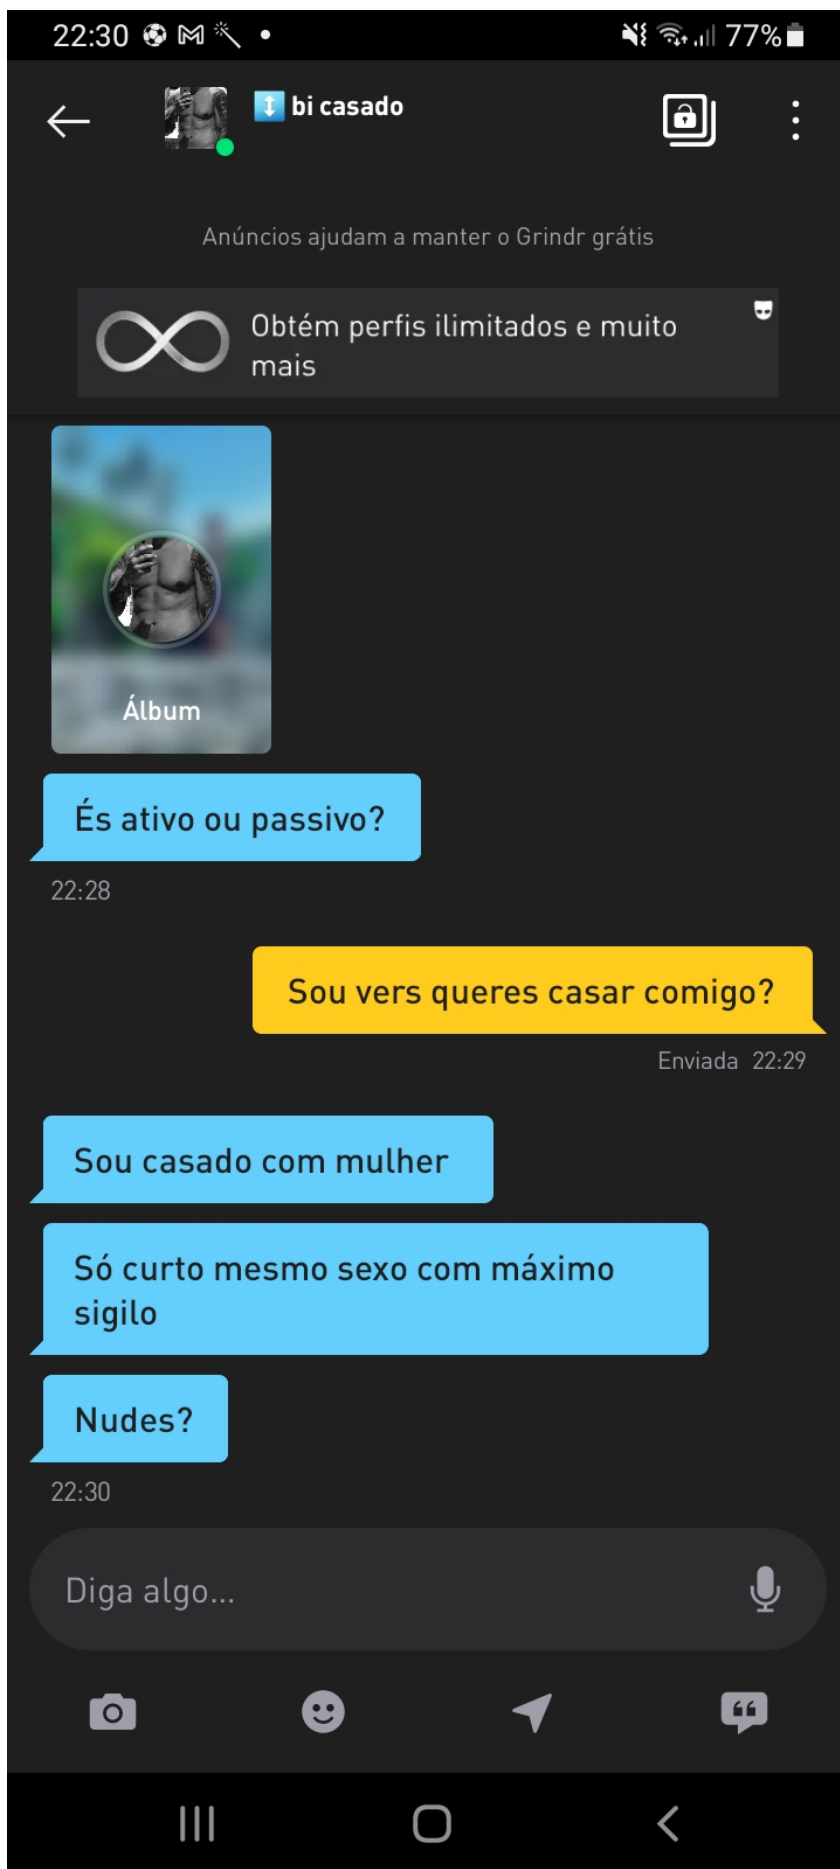 22:30
77%
↕️ bi casado
Anúncios ajudam a manter o Grindr grátis
Obtém perfis ilimitados e muito
mais
Álbum
És ativo ou passivo?
22:28
Sou vers queres casar comigo?
Enviada 22:29
Sou casado com mulher
Só curto mesmo sexo com máximo
sigilo
Nudes?
22:30
Diga algo...